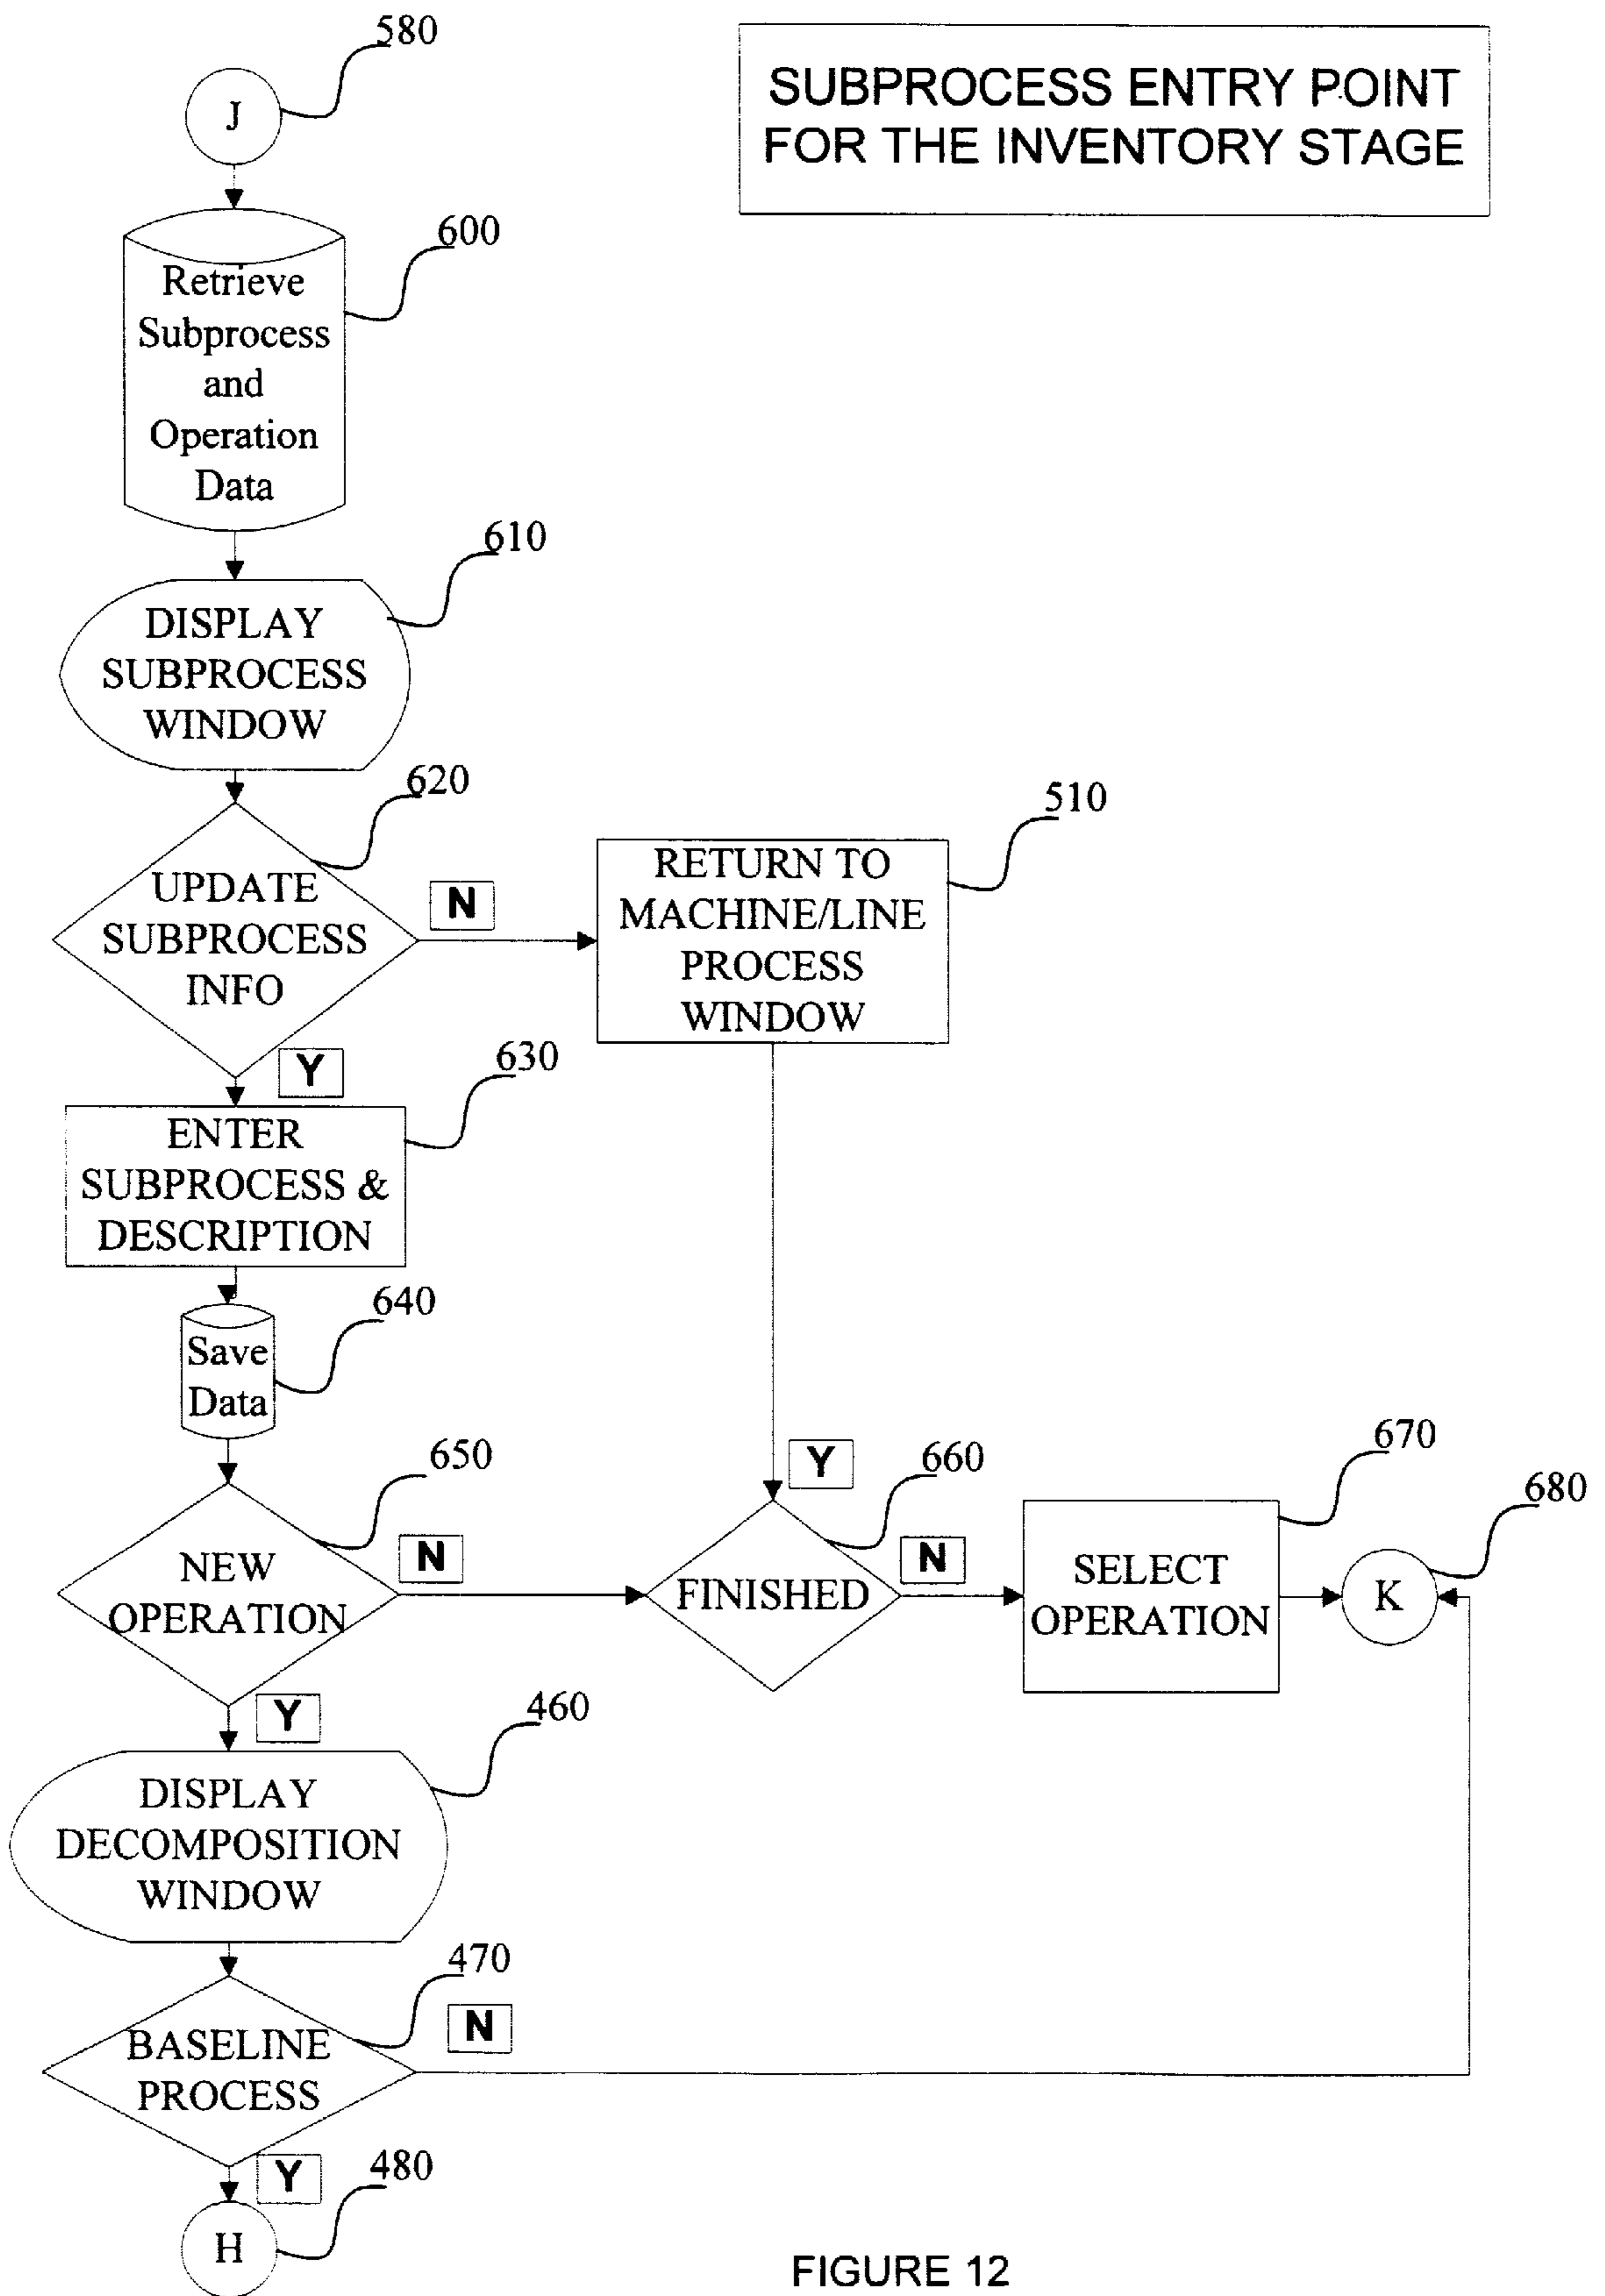 580
J
SUBPROCESS ENTRY POINT
FOR THE INVENTORY STAGE
600
Retrieve
Subprocess
and
Operation
Data
610
DISPLAY
SUBPROCESS
WINDOW
620
UPDATE
SUBPROCESS
INFO
N
510
RETURN TO
MACHINE/LINE
PROCESS
WINDOW
Y
630
ENTER
SUBPROCESS &
DESCRIPTION
640
Save
Data
650
NEW
OPERATION
N
Y
660
FINISHED
N
670
SELECT
OPERATION
680
K
Y
460
DISPLAY
DECOMPOSITION
WINDOW
470
BASELINE
PROCESS
N
Y
480
H
FIGURE 12